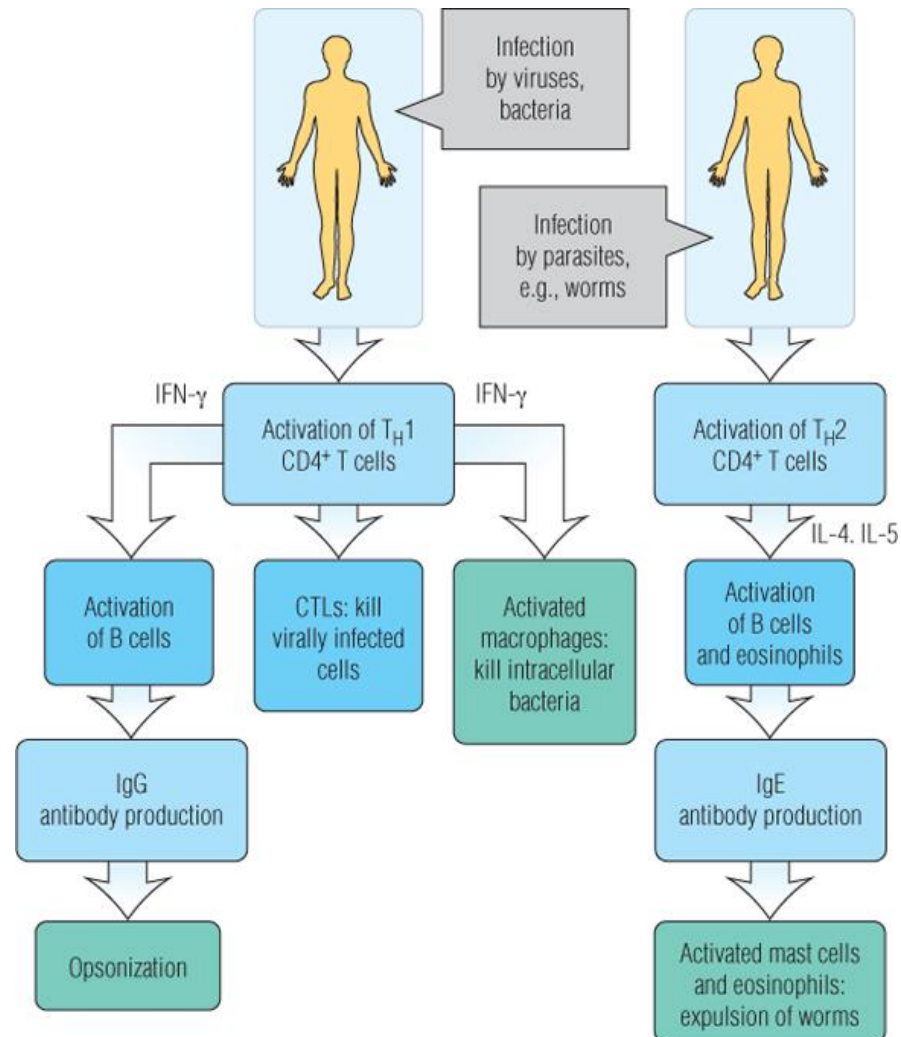 Infection
by viruses,
bacteria
Infection
by parasites,
e.g., worms
IFN-γ
IFN-γ
Activation of TH1
CD4+ T cells
Activation of TH2
CD4+ T cells
IL-4. IL-5
Activation
of B cells
CTLs: kill
virally infected
cells
Activated
macrophages:
kill intracellular
bacteria
Activation
of B cells
and eosinophils
IgG
antibody production
IgE
antibody production
Opsonization
Activated mast cells
and eosinophils:
expulsion of worms